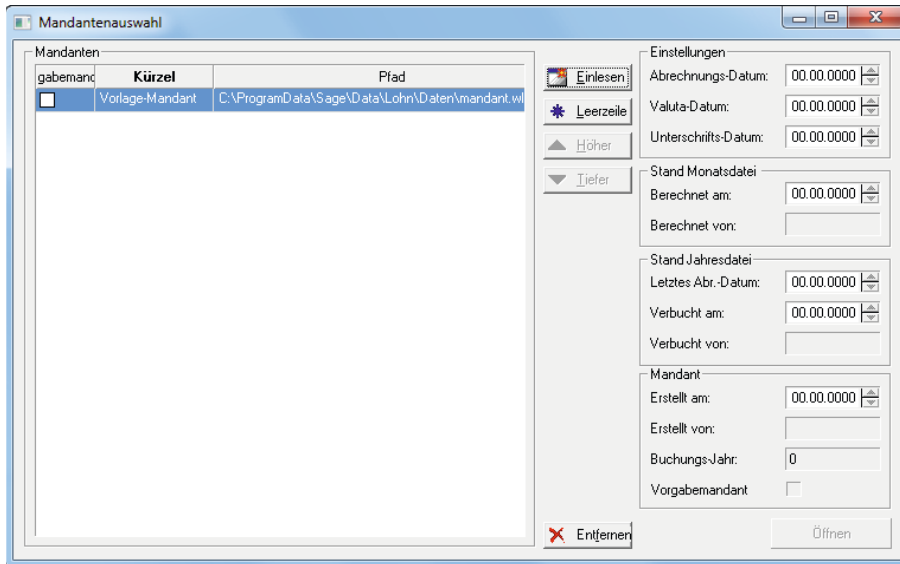 Mandantenauswahl
Mandanten
gabemand Kürzel Pfad
Vorlage-Mandant C:\ProgramData\Sage\Data\Lohn\Daten\mandant.wl
Einlesen
Leerzeile
Höher
Tiefer
Entfernen
Einstellungen
Abrechnungs-Datum: 00.00.0000
Valuta-Datum: 00.00.0000
Unterschrifts-Datum: 00.00.0000
Stand Monatsdatei
Berechnet am: 00.00.0000
Berechnet von:
Stand Jahresdatei
Letztes Abr.-Datum: 00.00.0000
Verbucht am: 00.00.0000
Verbucht von:
Mandant
Erstellt am: 00.00.0000
Erstellt von:
Buchungs-Jahr: 0
Vorgabemandant
Öffnen